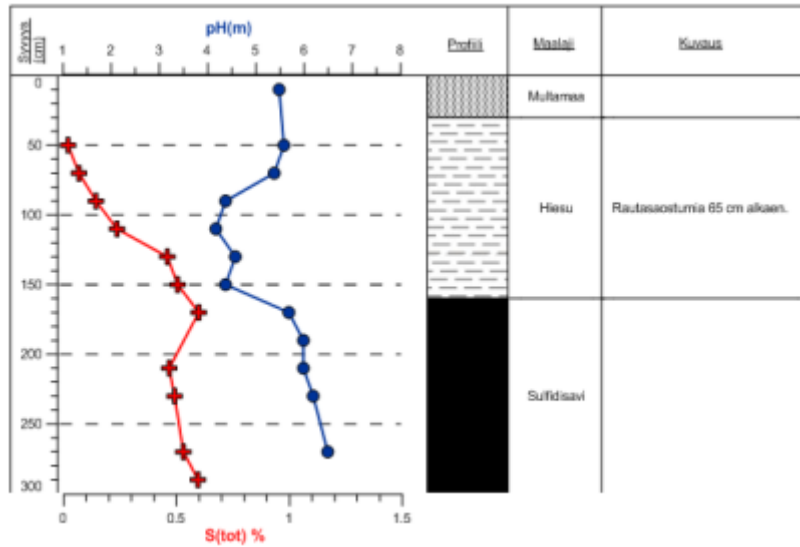 pH(m)
Syvyys (cm)
1 2 3 4 5 6 7 8
Profiili Maalaji Kuvaus
0
Multamaa
50
100
Hiesu Rautasaostumia 65 cm alkaen.
150
200
Sulfidisavi
250
300
0 0.5 1 1.5
S(tot) %